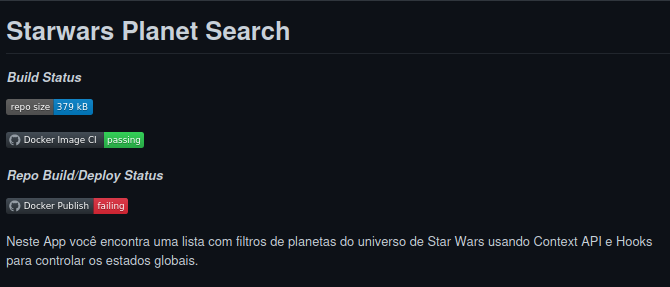 Starwars Planet Search
Build Status
repo size 379 kB
Docker Image CI passing
Repo Build/Deploy Status
Docker Publish failing
Neste App você encontra uma lista com filtros de planetas do universo de Star Wars usando Context API e Hooks
para controlar os estados globais.